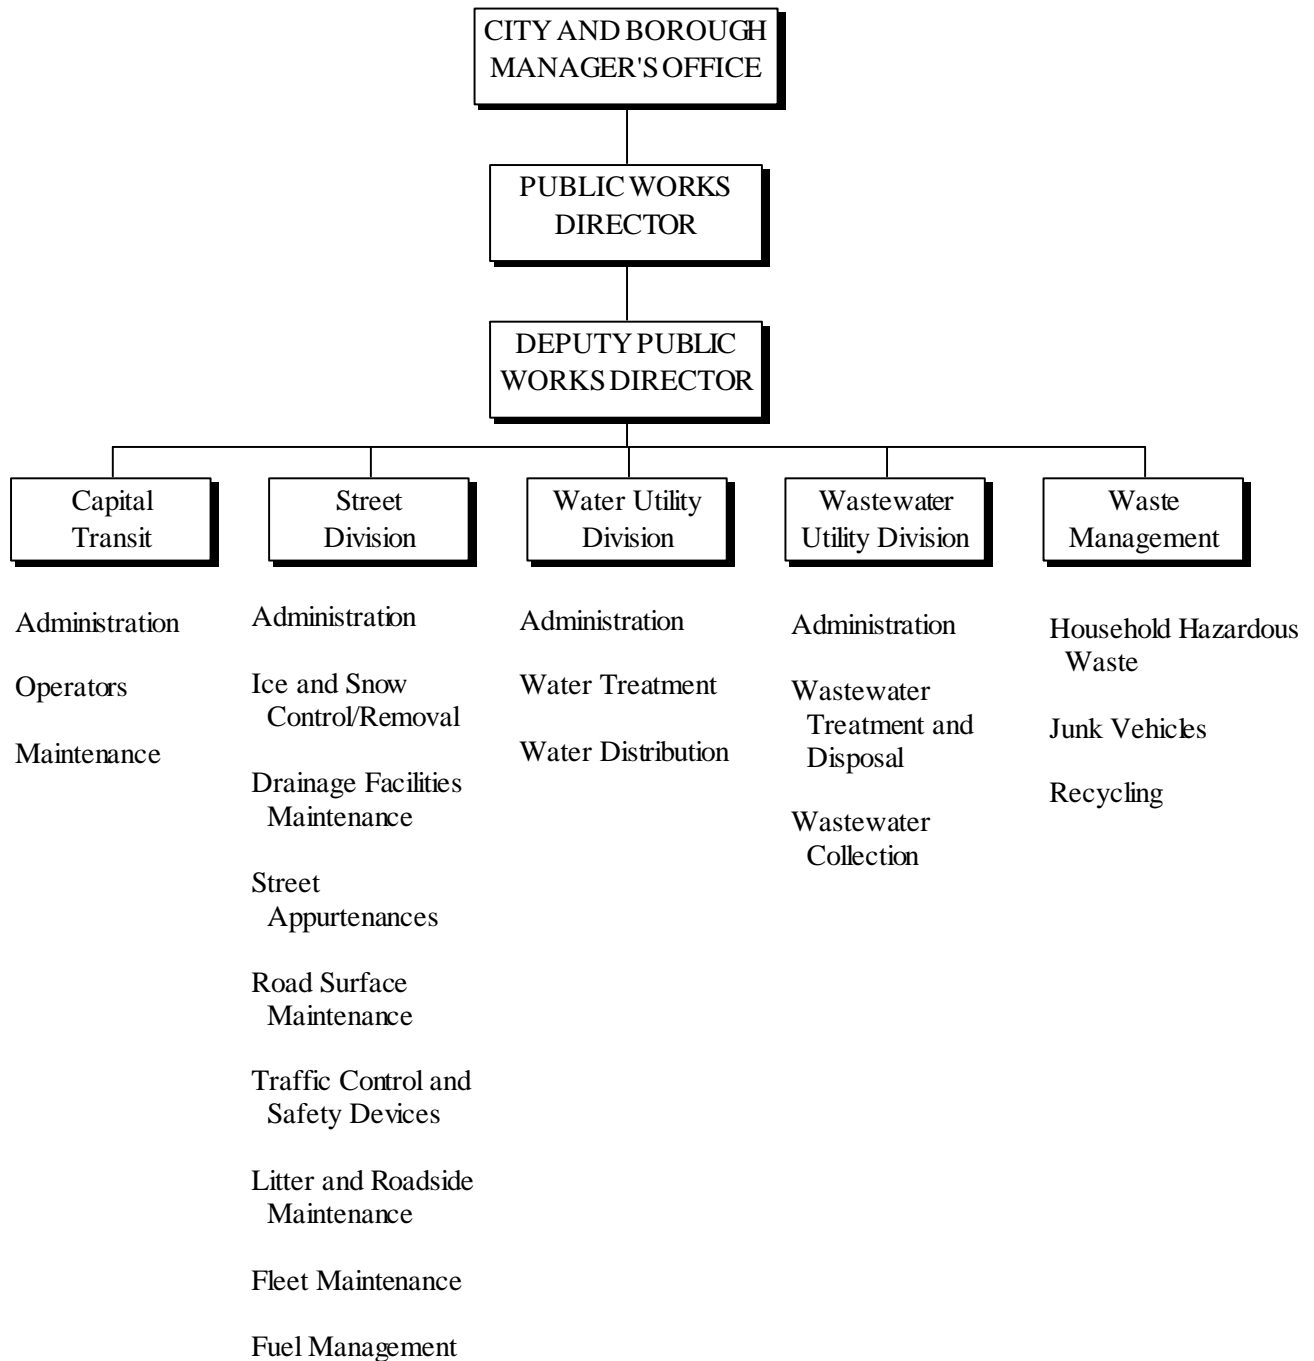 CITY AND BOROUGH
MANAGER'S OFFICE
PUBLIC WORKS
DIRECTOR
DEPUTY PUBLIC
WORKS DIRECTOR
Capital
Transit
Administration
Operators
Maintenance
Street
Division
Administration
Ice and Snow
Control/Removal
Drainage Facilities
Maintenance
Street
Appurtenances
Road Surface
Maintenance
Traffic Control and
Safety Devices
Litter and Roadside
Maintenance
Fleet Maintenance
Fuel Management
Water Utility
Division
Administration
Water Treatment
Water Distribution
Wastewater
Utility Division
Administration
Wastewater
Treatment and
Disposal
Wastewater
Collection
Waste
Management
Household Hazardous
Waste
Junk Vehicles
Recycling